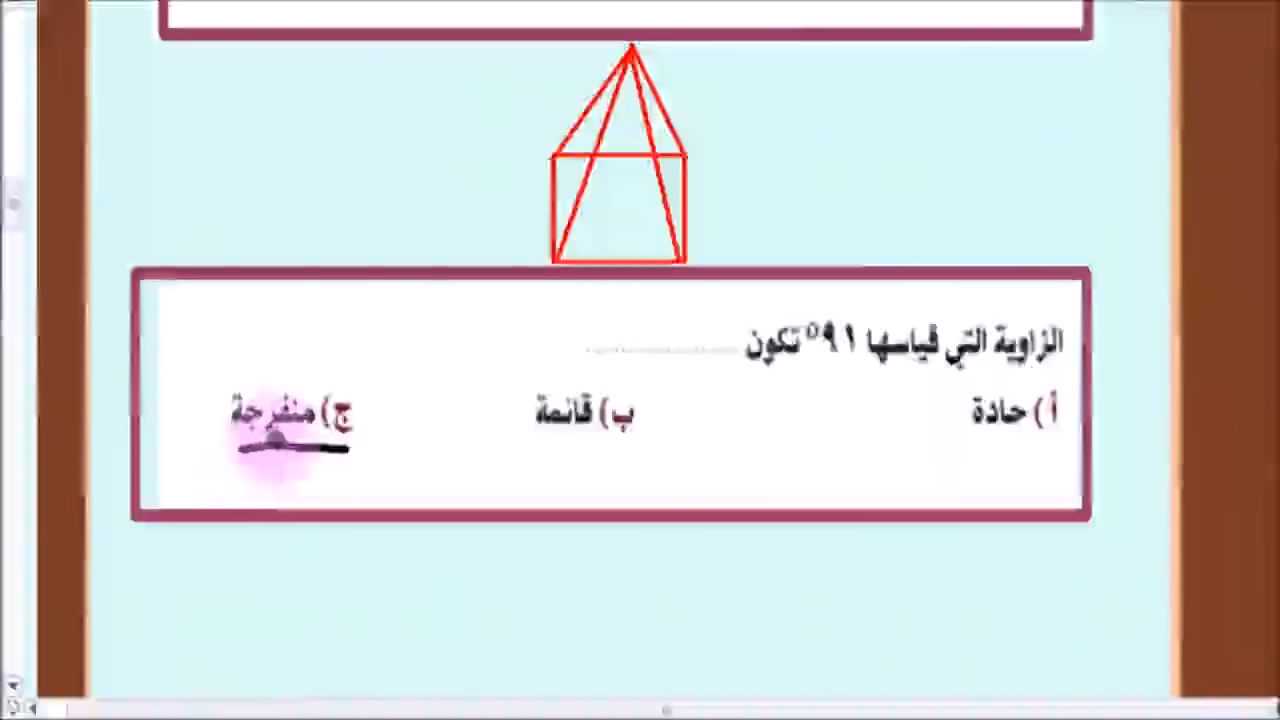 الزاوية التي قياسها ٩١° تكون ..............
أ) حادة ب) قائمة ج) منفرجة